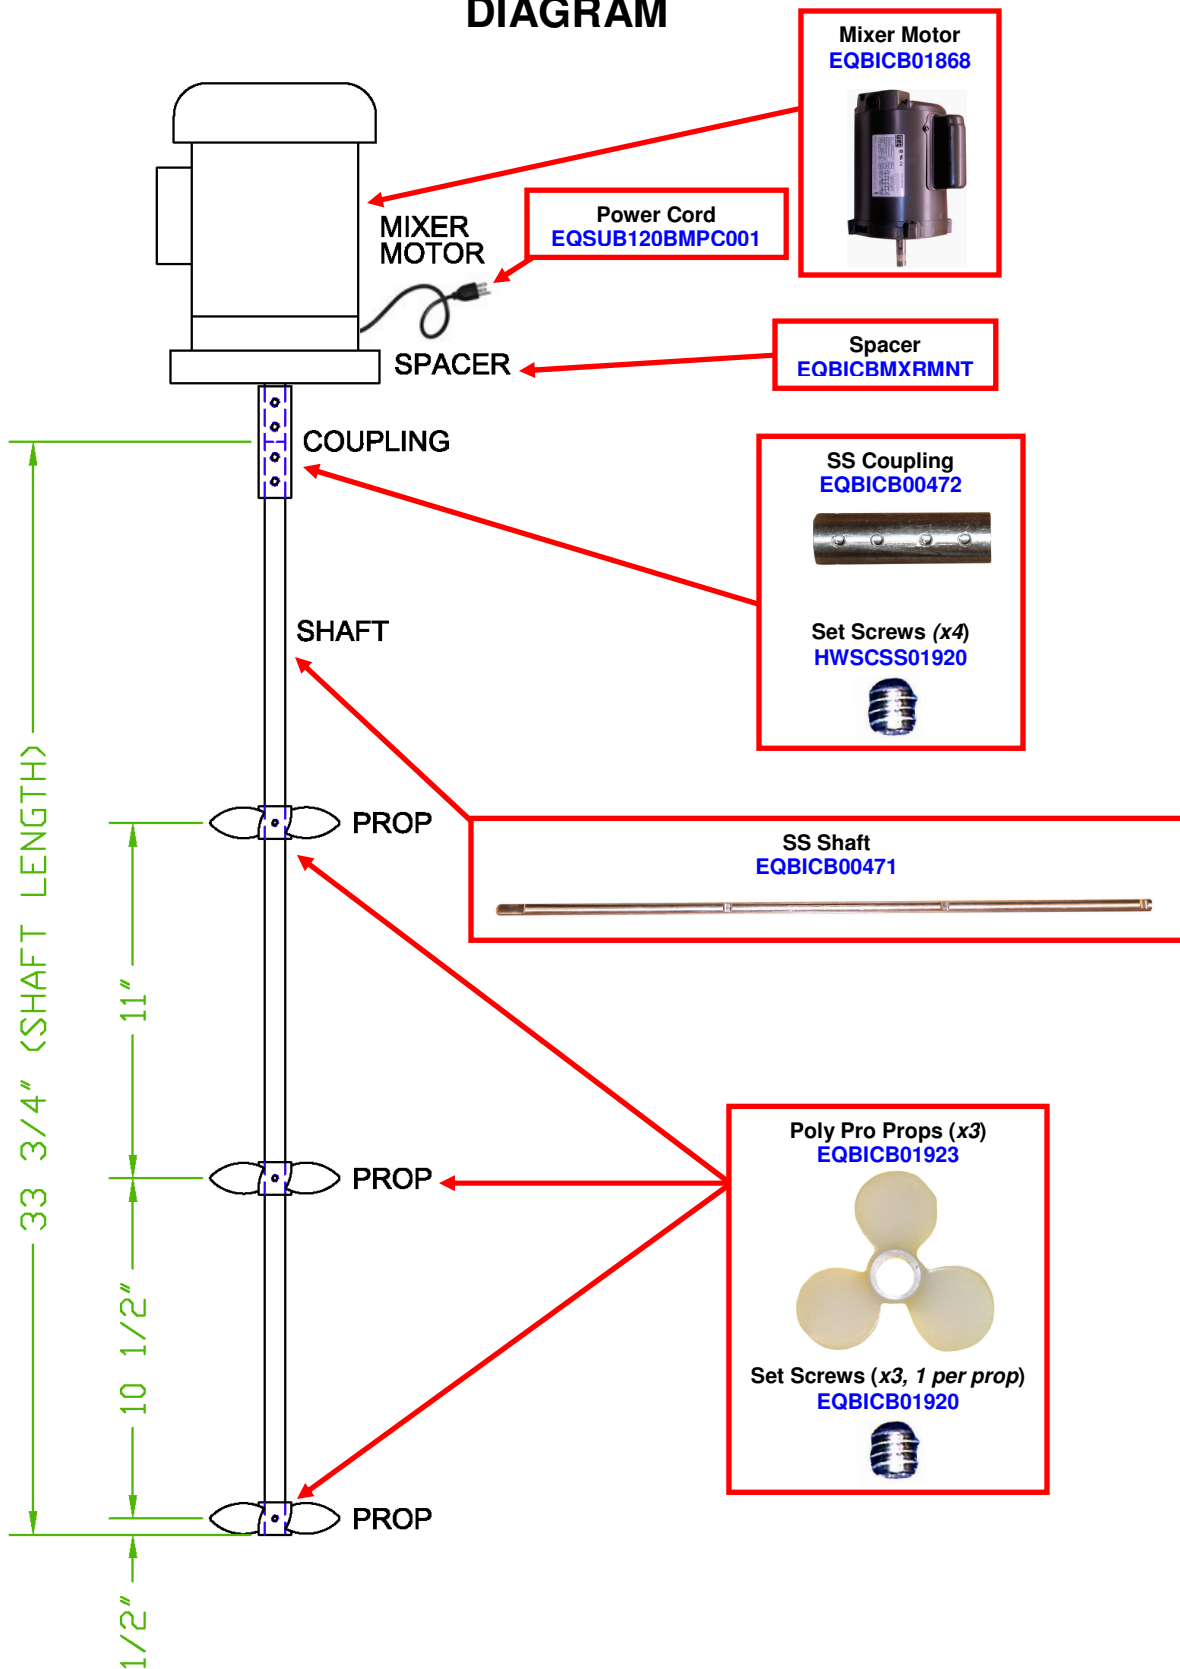 DIAGRAM
Mixer Motor
EQBICB01868
MIXER
MOTOR
Power Cord
EQSUB120BMPC001
SPACER
Spacer
EQBICBMXRMNT
COUPLING
SS Coupling
EQBICB00472
Set Screws (x4)
HWSCSS01920
SHAFT
33 3/4" (SHAFT LENGTH)
PROP
SS Shaft
EQBICB00471
11"
PROP
Poly Pro Props (x3)
EQBICB01923
10 1/2"
Set Screws (x3, 1 per prop)
EQBICB01920
PROP
1/2"